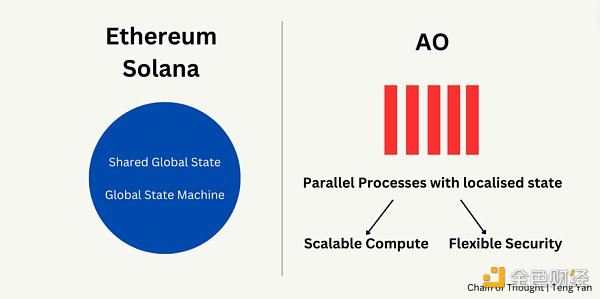 Ethereum
Solana
Shared Global State
Global State Machine
AO
Parallel Processes with localised state
Scalable Compute
Flexible Security
金色财经
Chain of Thought | Teng Yan